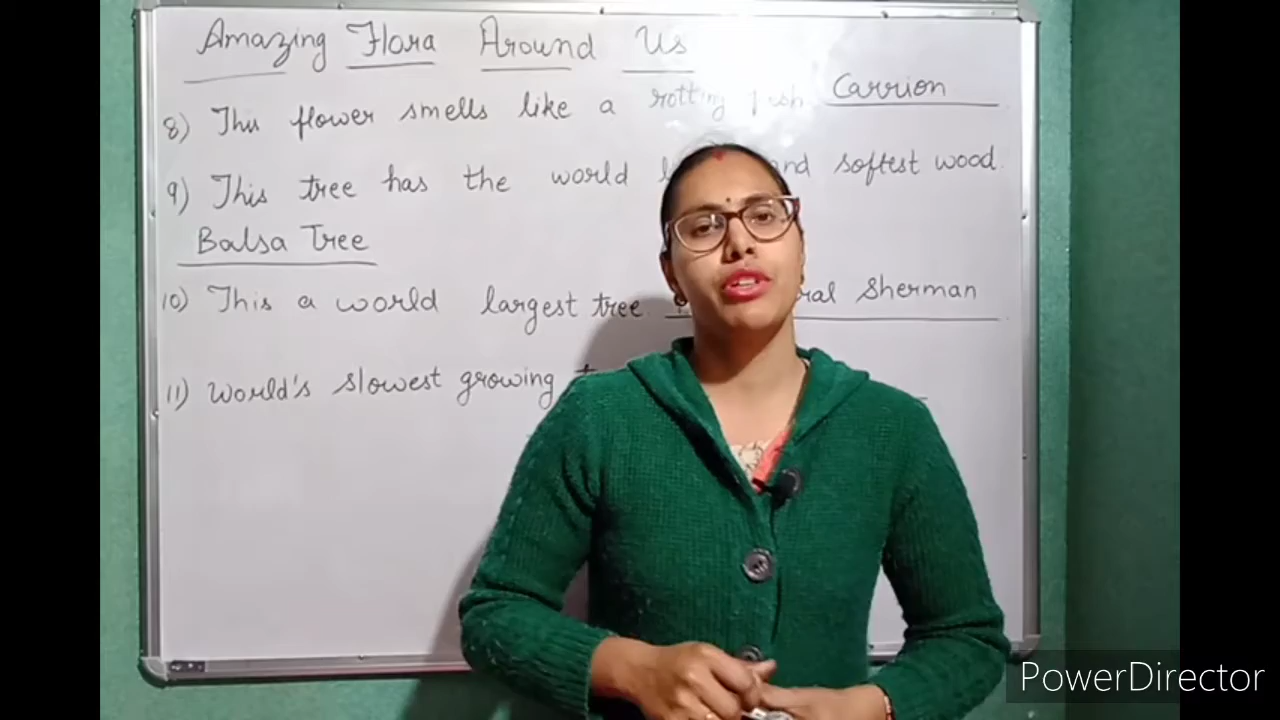 Amazing Flora Around Us
8) This flower smells like a rotting fish Carrion
9) This tree has the world and softest wood.
Balsa Tree
10) This a world largest tree. Sherman
11) World's slowest growing
PowerDirector